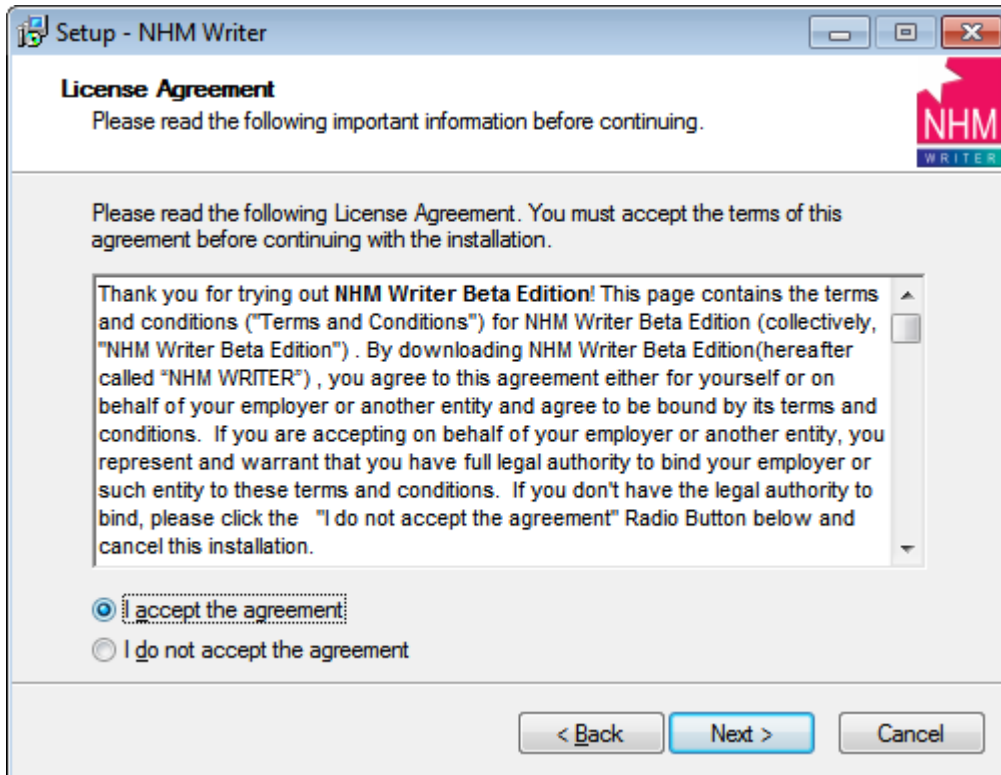 Setup - NHM Writer
License Agreement
Please read the following important information before continuing.
NHM
WRITER
Please read the following License Agreement. You must accept the terms of this
agreement before continuing with the installation.
Thank you for trying out NHM Writer Beta Edition! This page contains the terms
and conditions ("Terms and Conditions") for NHM Writer Beta Edition (collectively,
"NHM Writer Beta Edition") . By downloading NHM Writer Beta Edition(hereafter
called “NHM WRITER”) , you agree to this agreement either for yourself or on
behalf of your employer or another entity and agree to be bound by its terms and
conditions.  If you are accepting on behalf of your employer or another entity, you
represent and warrant that you have full legal authority to bind your employer or
such entity to these terms and conditions.  If you don't have the legal authority to
bind, please click the   "I do not accept the agreement" Radio Button below and
cancel this installation.
I accept the agreement
I do not accept the agreement
< Back
Next >
Cancel